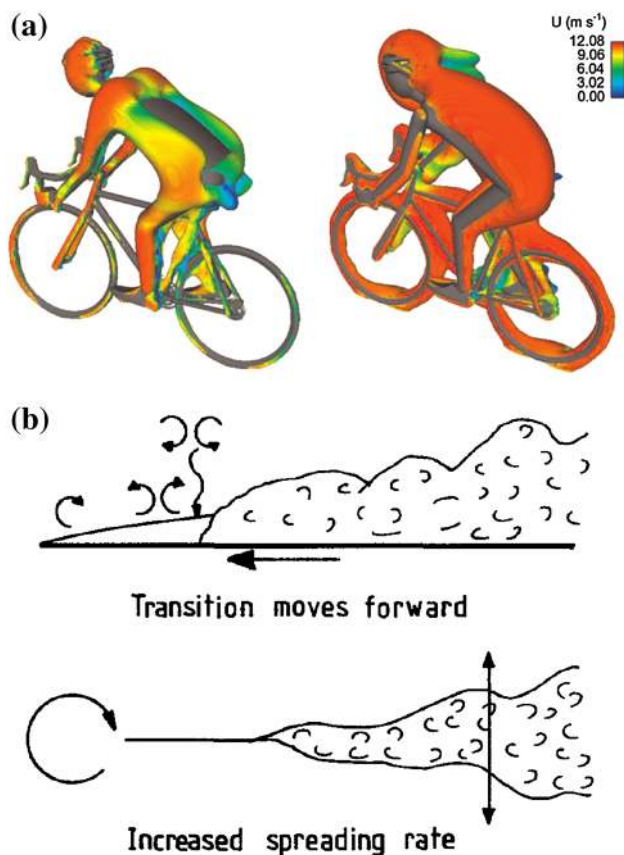 (a)
U (m s⁻¹)
12.08
9.06
6.04
3.02
0.00
(b)
Transition moves forward
Increased spreading rate